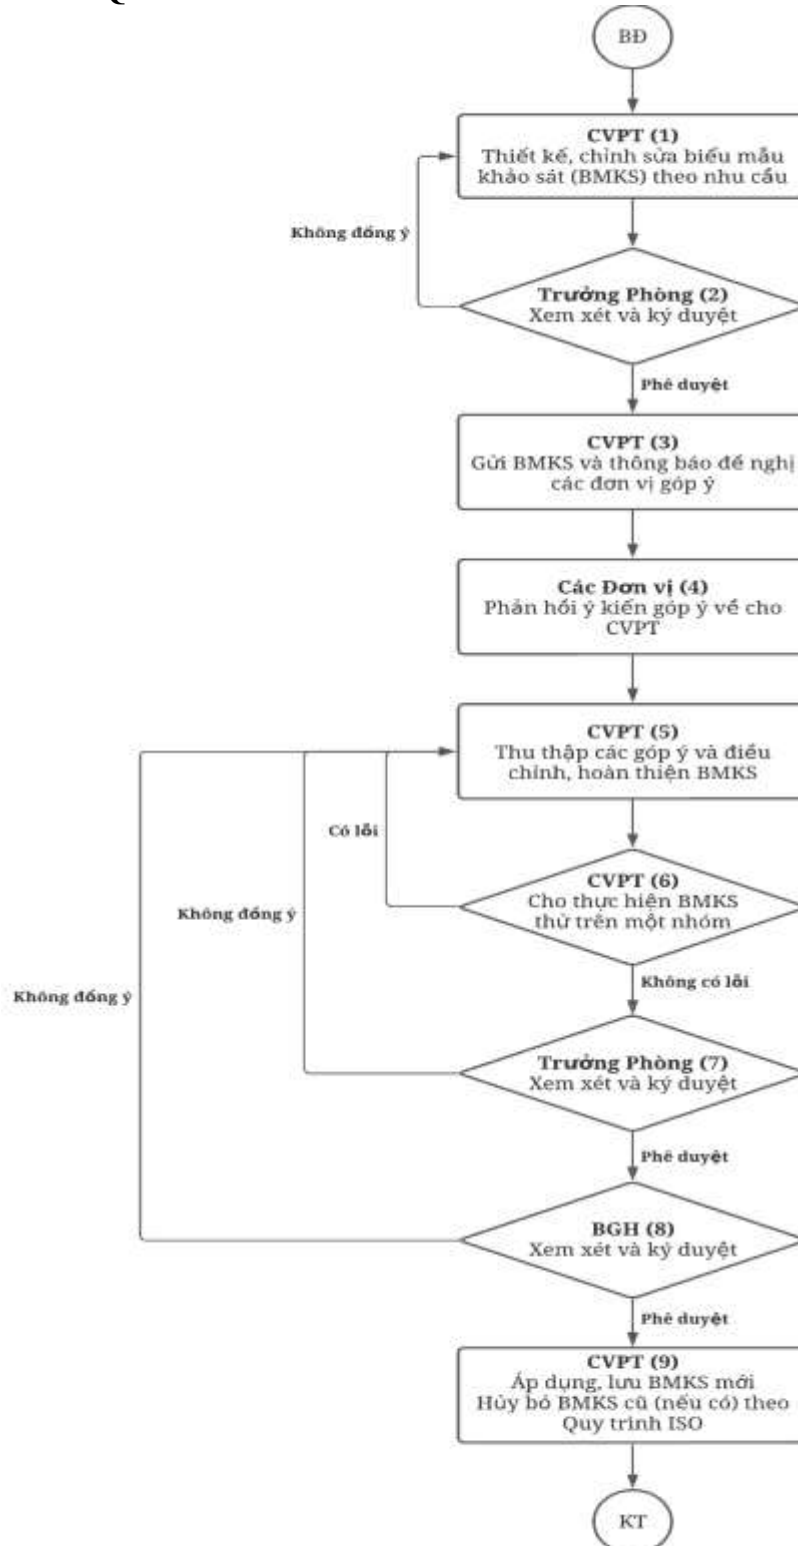 BĐ
CVPT (1)
Thiết kế, chỉnh sửa biểu mẫu
khảo sát (BMKS) theo nhu cầu
Không đồng ý
Trưởng Phòng (2)
Xem xét và ký duyệt
Phê duyệt
CVPT (3)
Gửi BMKS và thông báo đề nghị
các đơn vị góp ý
Các Đơn vị (4)
Phản hồi ý kiến góp ý về cho
CVPT
CVPT (5)
Thu thập các góp ý và điều
chỉnh, hoàn thiện BMKS
Có lỗi
CVPT (6)
Cho thực hiện BMKS
thử trên một nhóm
Không đồng ý
Không có lỗi
Không đồng ý
Trưởng Phòng (7)
Xem xét và ký duyệt
Phê duyệt
BGH (8)
Xem xét và ký duyệt
Phê duyệt
CVPT (9)
Áp dụng, lưu BMKS mới
Hủy bỏ BMKS cũ (nếu có) theo
Quy trình ISO
KT